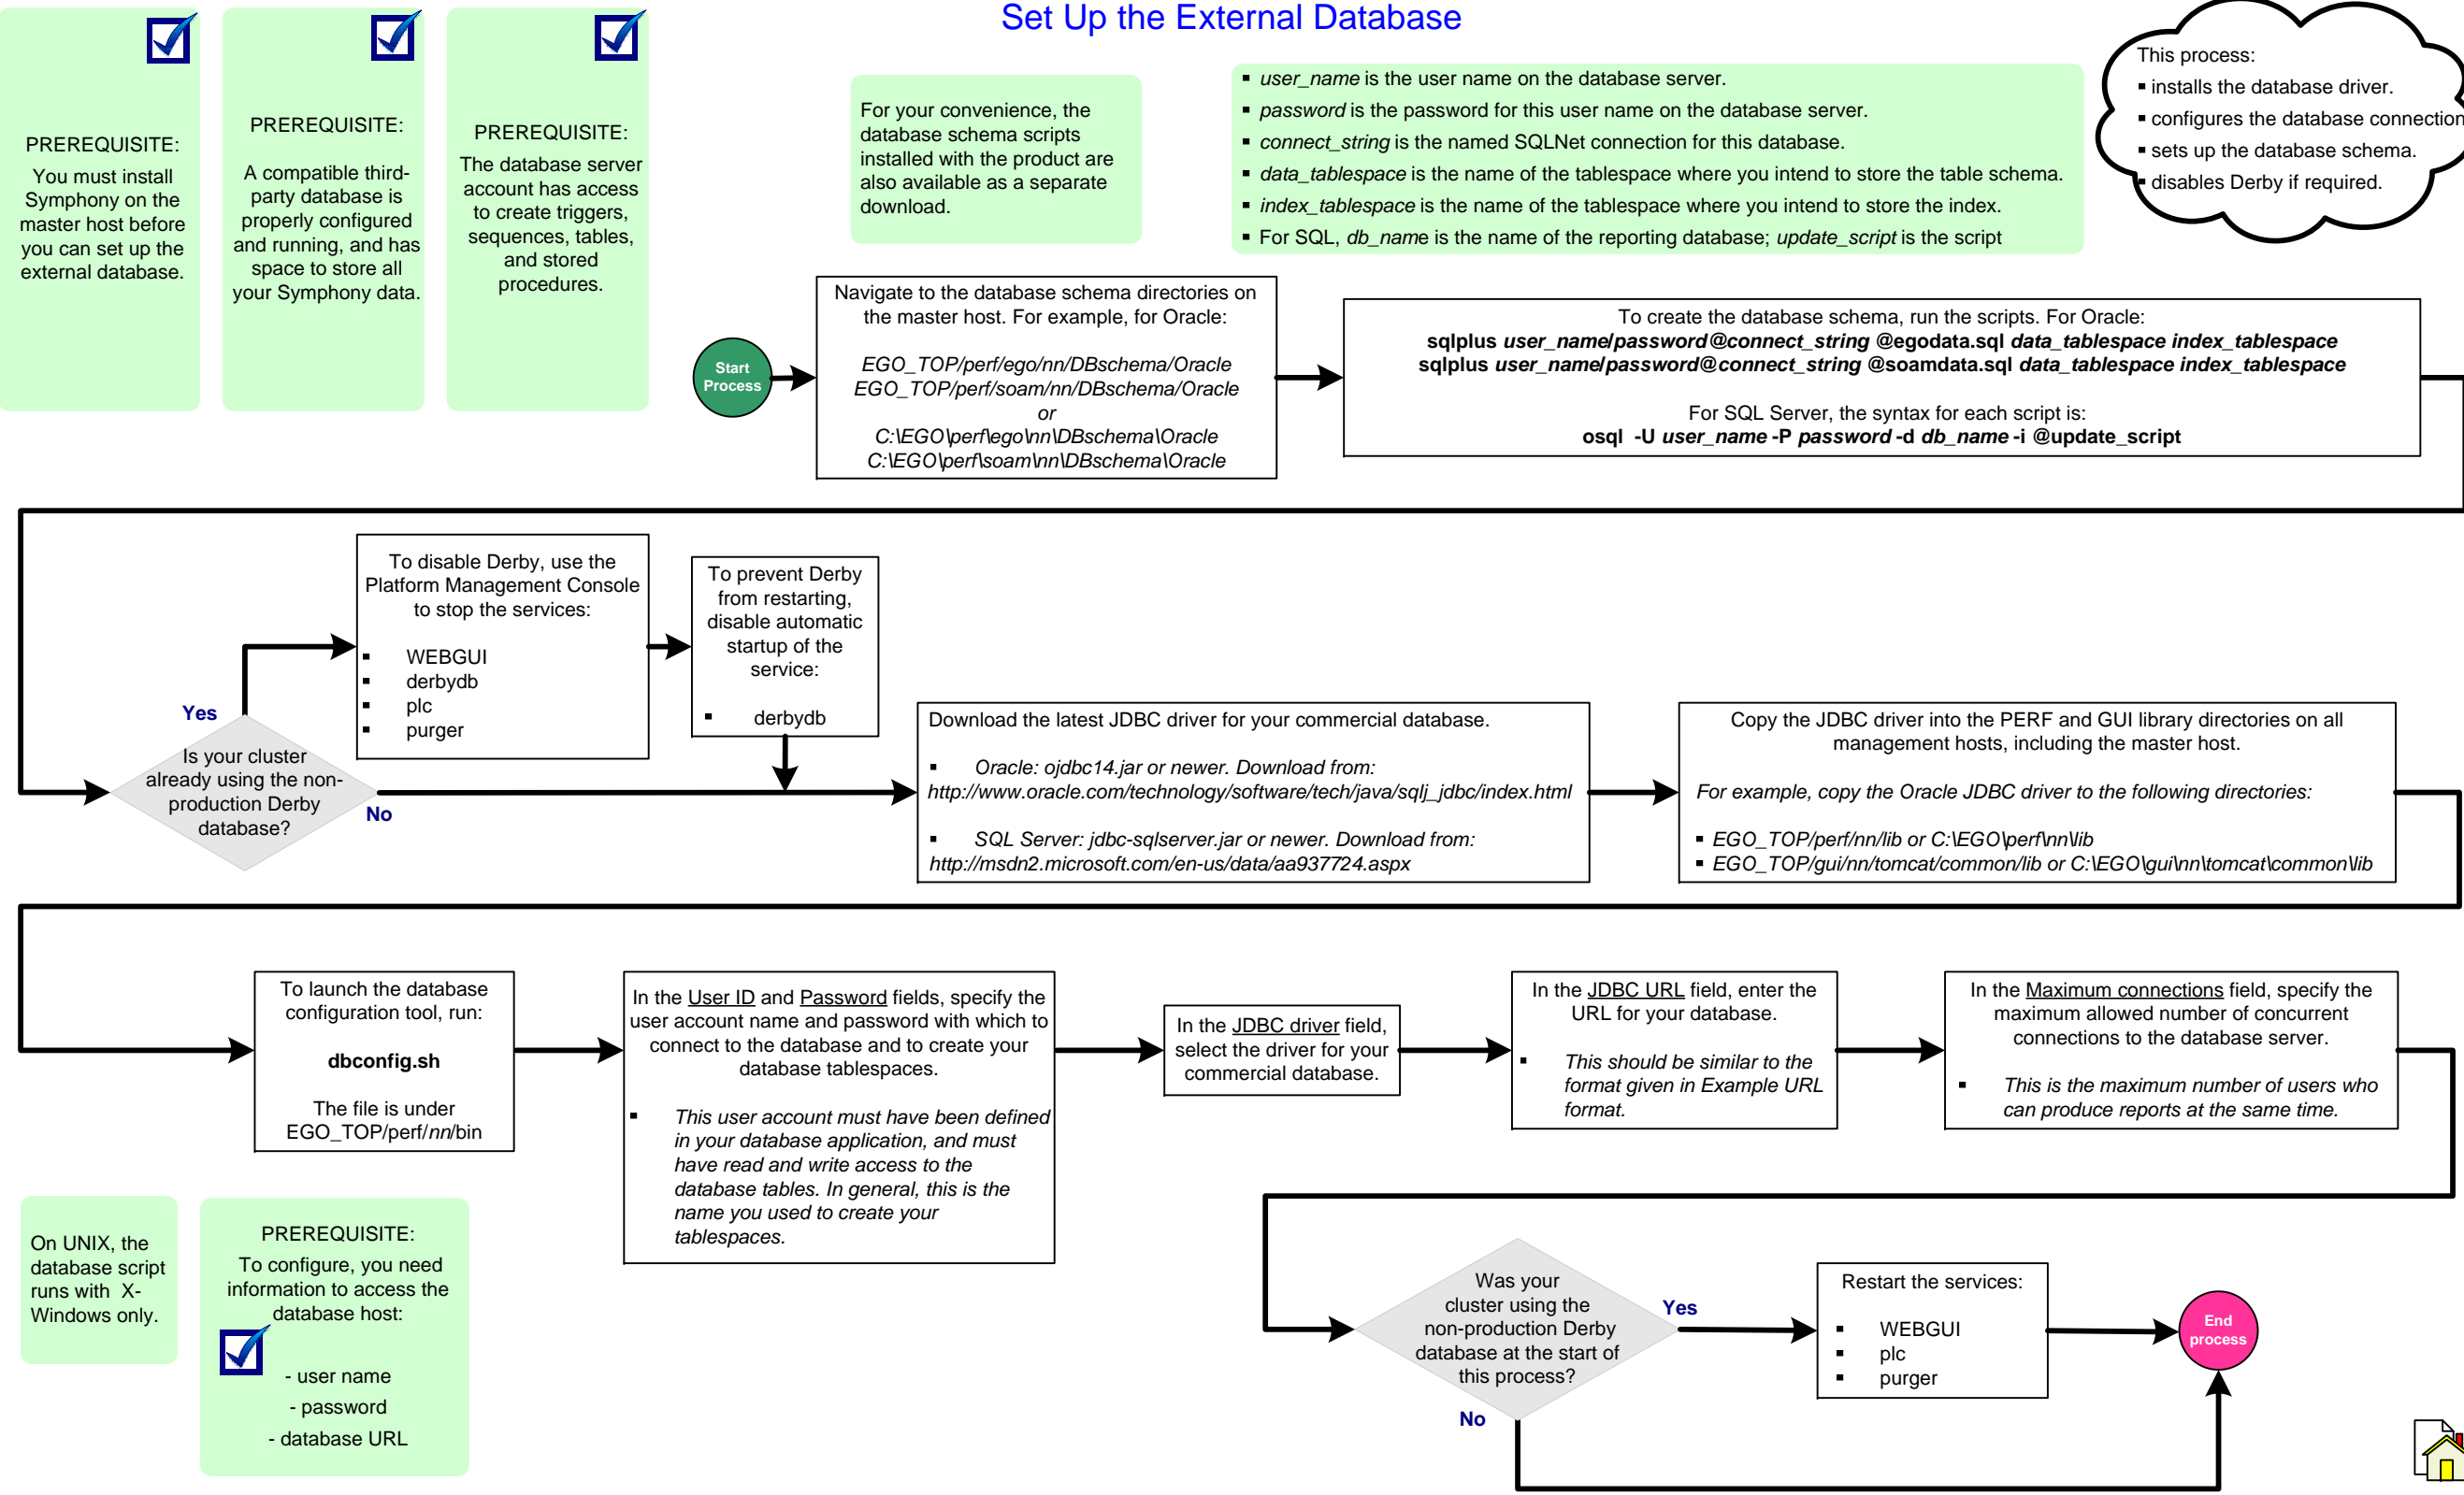 Set Up the External Database
PREREQUISITE:
You must install
Symphony on the
master host before
you can set up the
external database.
PREREQUISITE:
A compatible third-
party database is
properly configured
and running, and has
space to store all
your Symphony data.
PREREQUISITE:
The database server
account has access
to create triggers,
sequences, tables,
and stored
procedures.
For your convenience, the
database schema scripts
installed with the product are
also available as a separate
download.
▪ user_name is the user name on the database server.
▪ password is the password for this user name on the database server.
▪ connect_string is the named SQLNet connection for this database.
▪ data_tablespace is the name of the tablespace where you intend to store the table schema.
▪ index_tablespace is the name of the tablespace where you intend to store the index.
▪ For SQL, db_name is the name of the reporting database; update_script is the script
This process:
▪ installs the database driver.
▪ configures the database connection
▪ sets up the database schema.
▪ disables Derby if required.
Start
Process
Navigate to the database schema directories on
the master host. For example, for Oracle:
EGO_TOP/perf/ego/nn/DBschema/Oracle
EGO_TOP/perf/soam/nn/DBschema/Oracle
or
C:\EGO\perf\ego\nn\DBschema\Oracle
C:\EGO\perf\soam\nn\DBschema\Oracle
To create the database schema, run the scripts. For Oracle:
sqlplus user_name/password@connect_string @egodata.sql data_tablespace index_tablespace
sqlplus user_name/password@connect_string @soamdata.sql data_tablespace index_tablespace
For SQL Server, the syntax for each script is:
osql -U user_name -P password -d db_name -i @update_script
Is your cluster
already using the non-
production Derby
database?
Yes
No
To disable Derby, use the
Platform Management Console
to stop the services:
▪ WEBGUI
▪ derbydb
▪ plc
▪ purger
To prevent Derby
from restarting,
disable automatic
startup of the
service:
▪ derbydb
Download the latest JDBC driver for your commercial database.
▪ Oracle: ojdbc14.jar or newer. Download from:
http://www.oracle.com/technology/software/tech/java/sqlj_jdbc/index.html
▪ SQL Server: jdbc-sqlserver.jar or newer. Download from:
http://msdn2.microsoft.com/en-us/data/aa937724.aspx
Copy the JDBC driver into the PERF and GUI library directories on all
management hosts, including the master host.
For example, copy the Oracle JDBC driver to the following directories:
▪ EGO_TOP/perf/nn/lib or C:\EGO\perf\nn\lib
▪ EGO_TOP/gui/nn/tomcat/common/lib or C:\EGO\gui\nn\tomcat\common\lib
To launch the database
configuration tool, run:
dbconfig.sh
The file is under
EGO_TOP/perf/nn/bin
In the User ID and Password fields, specify the
user account name and password with which to
connect to the database and to create your
database tablespaces.
▪ This user account must have been defined
in your database application, and must
have read and write access to the
database tables. In general, this is the
name you used to create your
tablespaces.
In the JDBC driver field,
select the driver for your
commercial database.
In the JDBC URL field, enter the
URL for your database.
▪ This should be similar to the
format given in Example URL
format.
In the Maximum connections field, specify the
maximum allowed number of concurrent
connections to the database server.
▪ This is the maximum number of users who
can produce reports at the same time.
On UNIX, the
database script
runs with X-
Windows only.
PREREQUISITE:
To configure, you need
information to access the
database host:
- user name
- password
- database URL
Was your
cluster using the
non-production Derby
database at the start of
this process?
Yes
No
Restart the services:
▪ WEBGUI
▪ plc
▪ purger
End
process